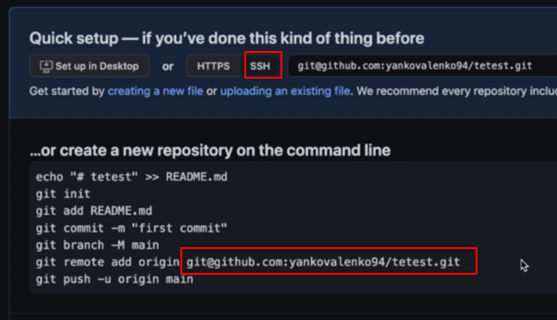 Quick setup — if you've done this kind of thing before
Set up in Desktop or HTTPS SSH git@github.com:yankovalenko94/tetest.git
Get started by creating a new file or uploading an existing file. We recommend every repository
...or create a new repository on the command line
echo "# tetest" >> README.md
git init
git add README.md
git commit -m "first commit"
git branch -M main
git remote add origin git@github.com:yankovalenko94/tetest.git
git push -u origin main